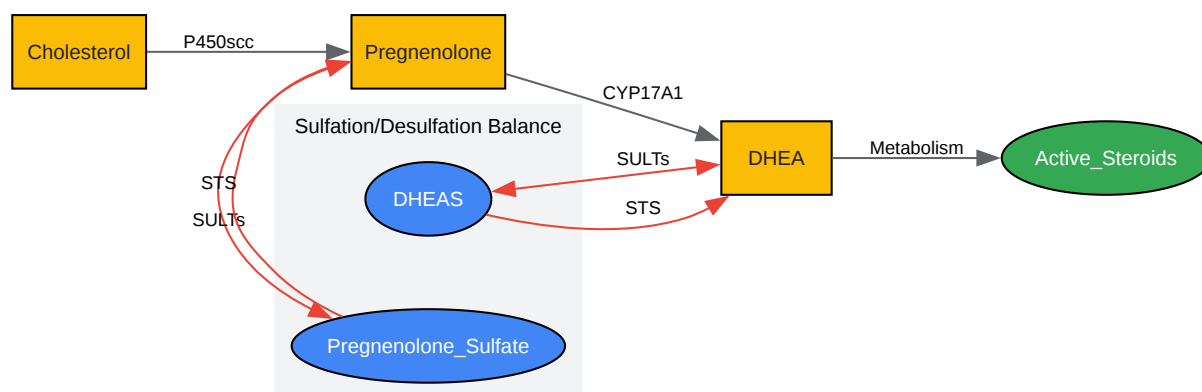 Cholesterol
P450scc
Pregnenolone
CYP17A1
Sulfation/Desulfation Balance
DHEA
Metabolism
Active_Steroids
SULTs
DHEAS
STS
STS
SULTs
Pregnenolone_Sulfate